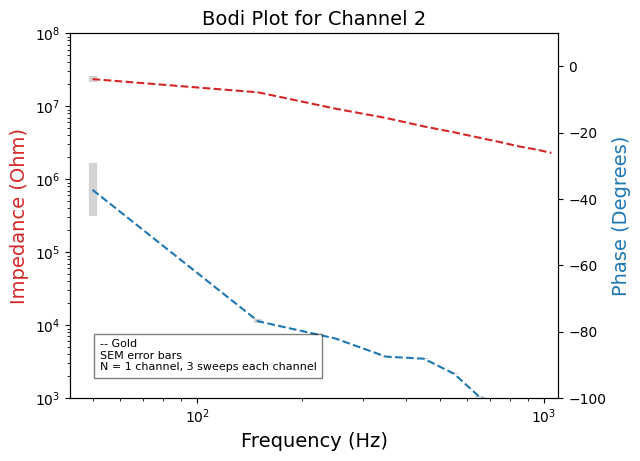 Bodi Plot for Channel 2
Impedance (Ohm)
10^8
10^7
10^6
10^5
10^4
10^3
-- Gold
SEM error bars
N = 1 channel, 3 sweeps each channel
10^2
10^3
Frequency (Hz)
0
−20
−40
−60
−80
−100
Phase (Degrees)